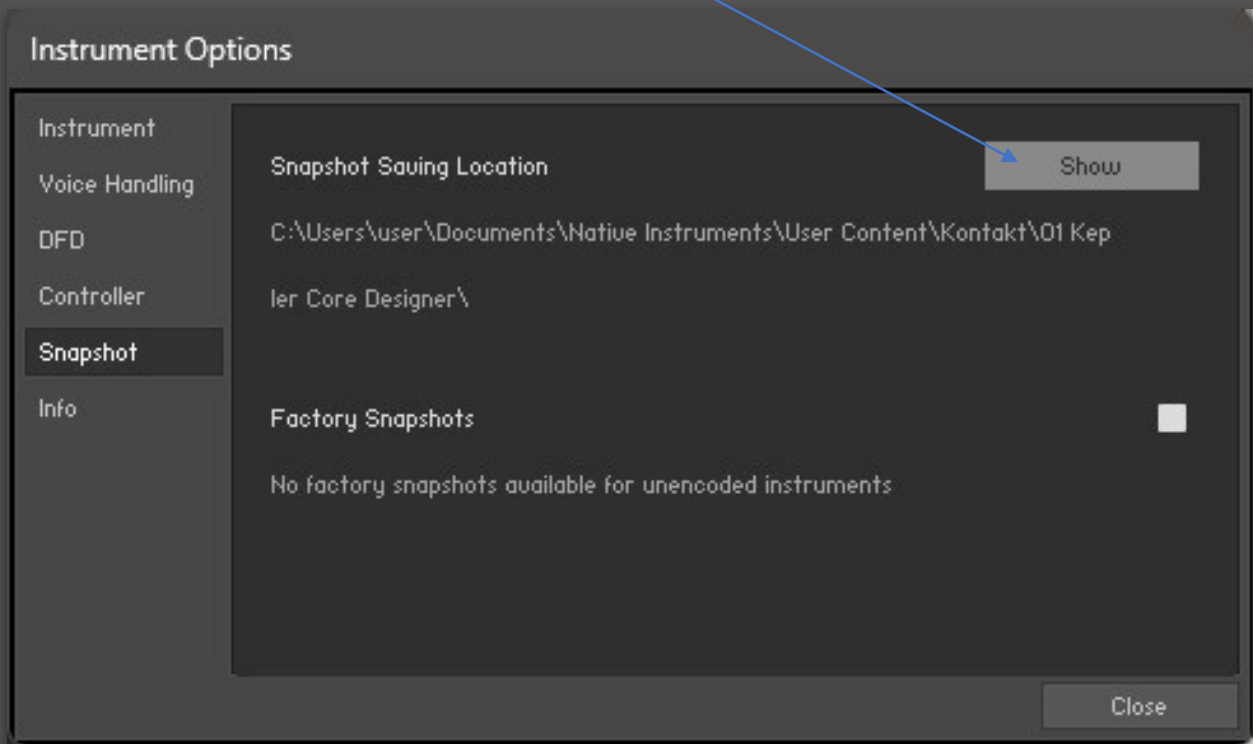 Instrument Options
Instrument
Voice Handling
DFD
Controller
Snapshot
Info
Snapshot Saving Location
Show
C:\Users\user\Documents\Native Instruments\User Content\Kontakt\01 Kep
ler Core Designer\
Factory Snapshots
No factory snapshots available for unencoded instruments
Close